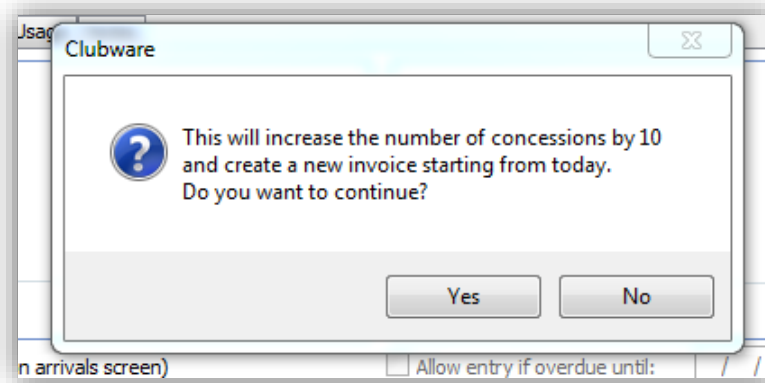 Usag
Clubware
This will increase the number of concessions by 10
and create a new invoice starting from today.
Do you want to continue?
Yes No
n arrivals screen) Allow entry if overdue until: / /